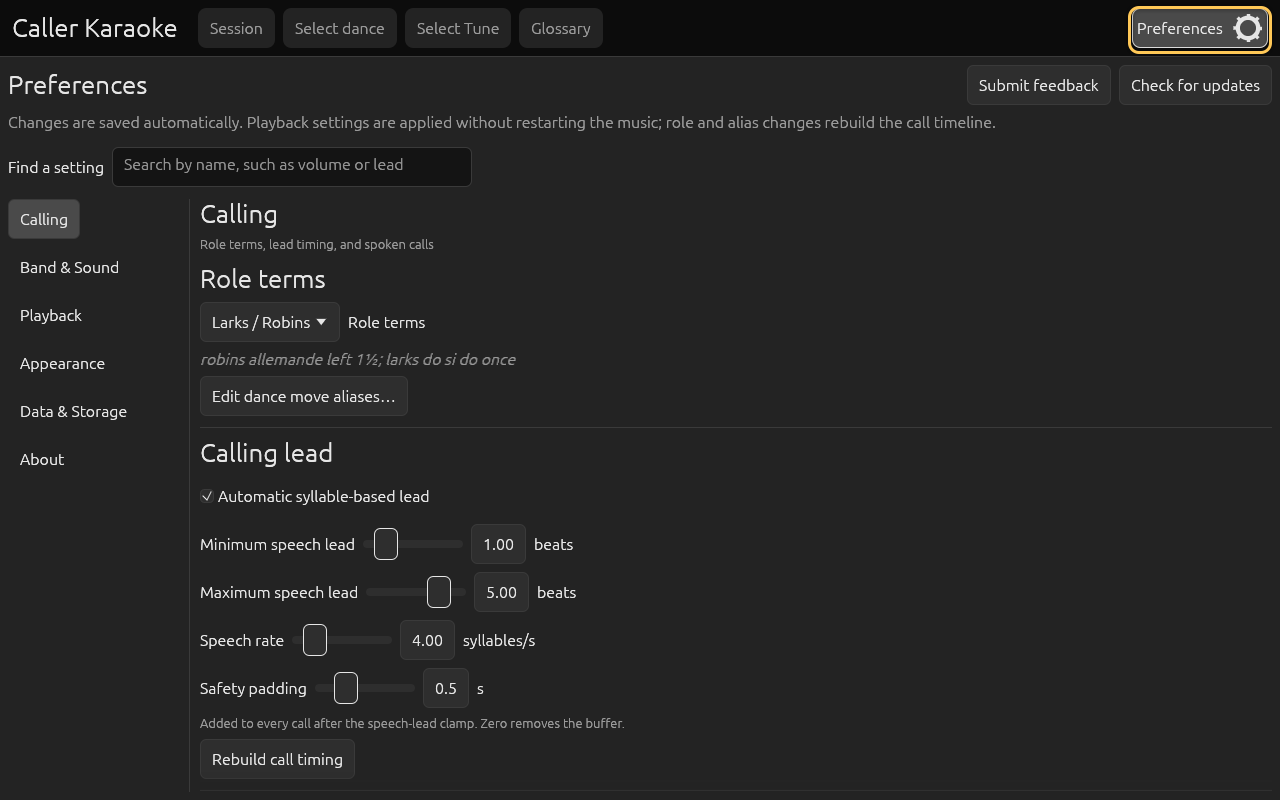 Caller Karaoke
Session
Select dance
Select Tune
Glossary
Preferences
Preferences
Submit feedback
Check for updates
Changes are saved automatically. Playback settings are applied without restarting the music; role and alias changes rebuild the call timeline.
Find a setting
Search by name, such as volume or lead
Calling
Band & Sound
Playback
Appearance
Data & Storage
About
Calling
Role terms, lead timing, and spoken calls
Role terms
Larks / Robins
Role terms
robins allemande left 1½; larks do si do once
Edit dance move aliases…
Calling lead
Automatic syllable-based lead
Minimum speech lead 1.00 beats
Maximum speech lead 5.00 beats
Speech rate 4.00 syllables/s
Safety padding 0.5 s
Added to every call after the speech-lead clamp. Zero removes the buffer.
Rebuild call timing